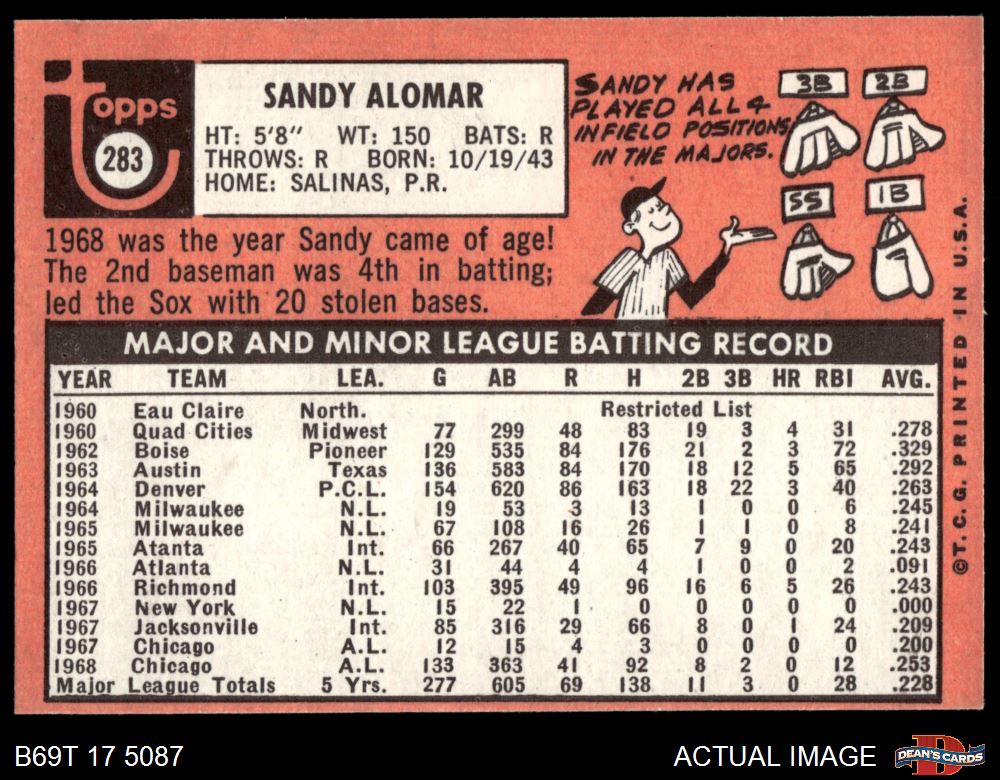 topps
283
SANDY ALOMAR
HT: 5'8" WT: 150 BATS: R
THROWS: R BORN: 10/19/43
HOME: SALINAS, P.R.
SANDY HAS
PLAYED ALL 4
INFIELD POSITIONS
IN THE MAJORS.
3B 2B
SS 1B
1968 was the year Sandy came of age!
The 2nd baseman was 4th in batting;
led the Sox with 20 stolen bases.
MAJOR AND MINOR LEAGUE BATTING RECORD
YEAR TEAM LEA. G AB R H 2B 3B HR RBI AVG.
1960 Eau Claire North. Restricted List
1960 Quad Cities Midwest 77 299 48 83 19 3 4 31 .278
1962 Boise Pioneer 129 535 84 176 21 2 3 72 .329
1963 Austin Texas 136 583 84 170 18 12 5 65 .292
1964 Denver P.C.L. 154 620 86 163 18 22 3 40 .263
1964 Milwaukee N.L. 19 53 3 13 1 0 0 6 .245
1965 Milwaukee N.L. 67 108 16 26 1 1 0 8 .241
1965 Atanta Int. 66 267 40 65 7 9 0 20 .243
1966 Atlanta N.L. 31 44 4 4 1 0 0 2 .091
1966 Richmond Int. 103 395 49 96 16 6 5 26 .243
1967 New York N.L. 15 22 1 0 0 0 0 0 .000
1967 Jacksonville Int. 85 316 29 66 8 0 1 24 .209
1967 Chicago A.L. 12 15 4 3 0 0 0 0 .200
1968 Chicago A.L. 133 363 41 92 8 2 0 12 .253
Major League Totals 5 Yrs. 277 605 69 138 11 3 0 28 .228
©T.C.G. PRINTED IN U.S.A.
B69T 17 5087
ACTUAL IMAGE
D
DEAN'S CARDS